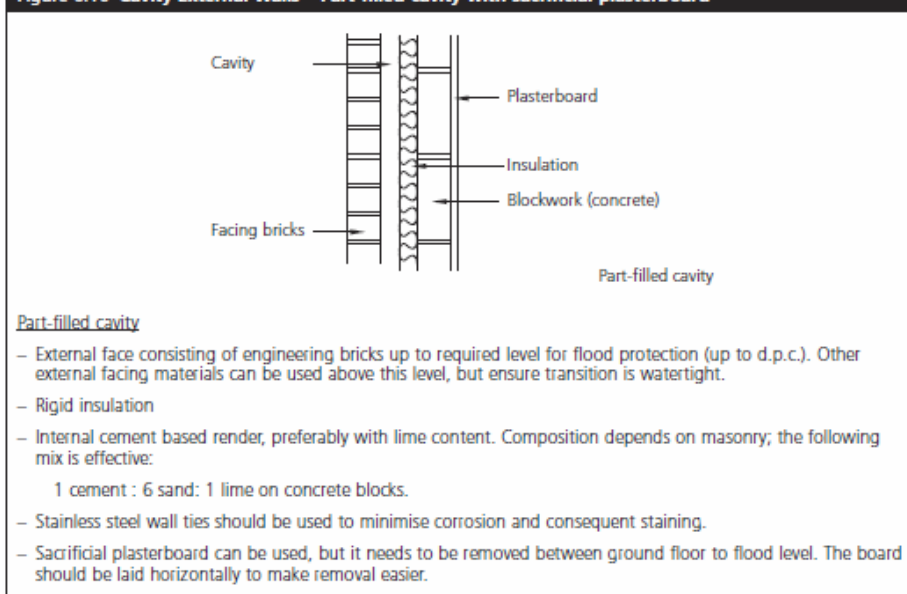 Cavity
Plasterboard
Insulation
Blockwork (concrete)
Facing bricks
Part-filled cavity
Part-filled cavity
– External face consisting of engineering bricks up to required level for flood protection (up to d.p.c.). Other
external facing materials can be used above this level, but ensure transition is watertight.
– Rigid insulation
– Internal cement based render, preferably with lime content. Composition depends on masonry; the following
mix is effective:
1 cement : 6 sand: 1 lime on concrete blocks.
– Stainless steel wall ties should be used to minimise corrosion and consequent staining.
– Sacrificial plasterboard can be used, but it needs to be removed between ground floor to flood level. The board
should be laid horizontally to make removal easier.